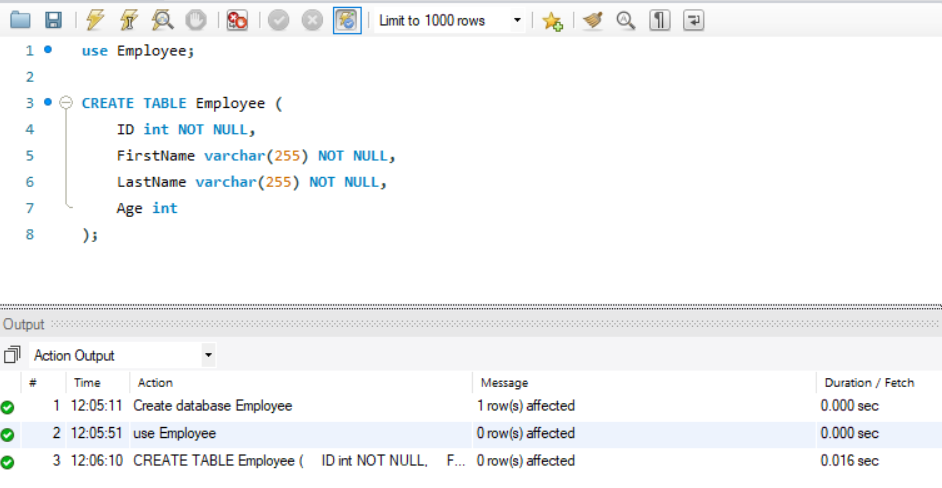 Limit to 1000 rows
1 use Employee;
2
3 CREATE TABLE Employee (
4 ID int NOT NULL,
5 FirstName varchar(255) NOT NULL,
6 LastName varchar(255) NOT NULL,
7 Age int
8 );
Output
Action Output
# Time Action Message Duration / Fetch
1 12:05:11 Create database Employee 1 row(s) affected 0.000 sec
2 12:05:51 use Employee 0 row(s) affected 0.000 sec
3 12:06:10 CREATE TABLE Employee ( ID int NOT NULL, F... 0 row(s) affected 0.016 sec